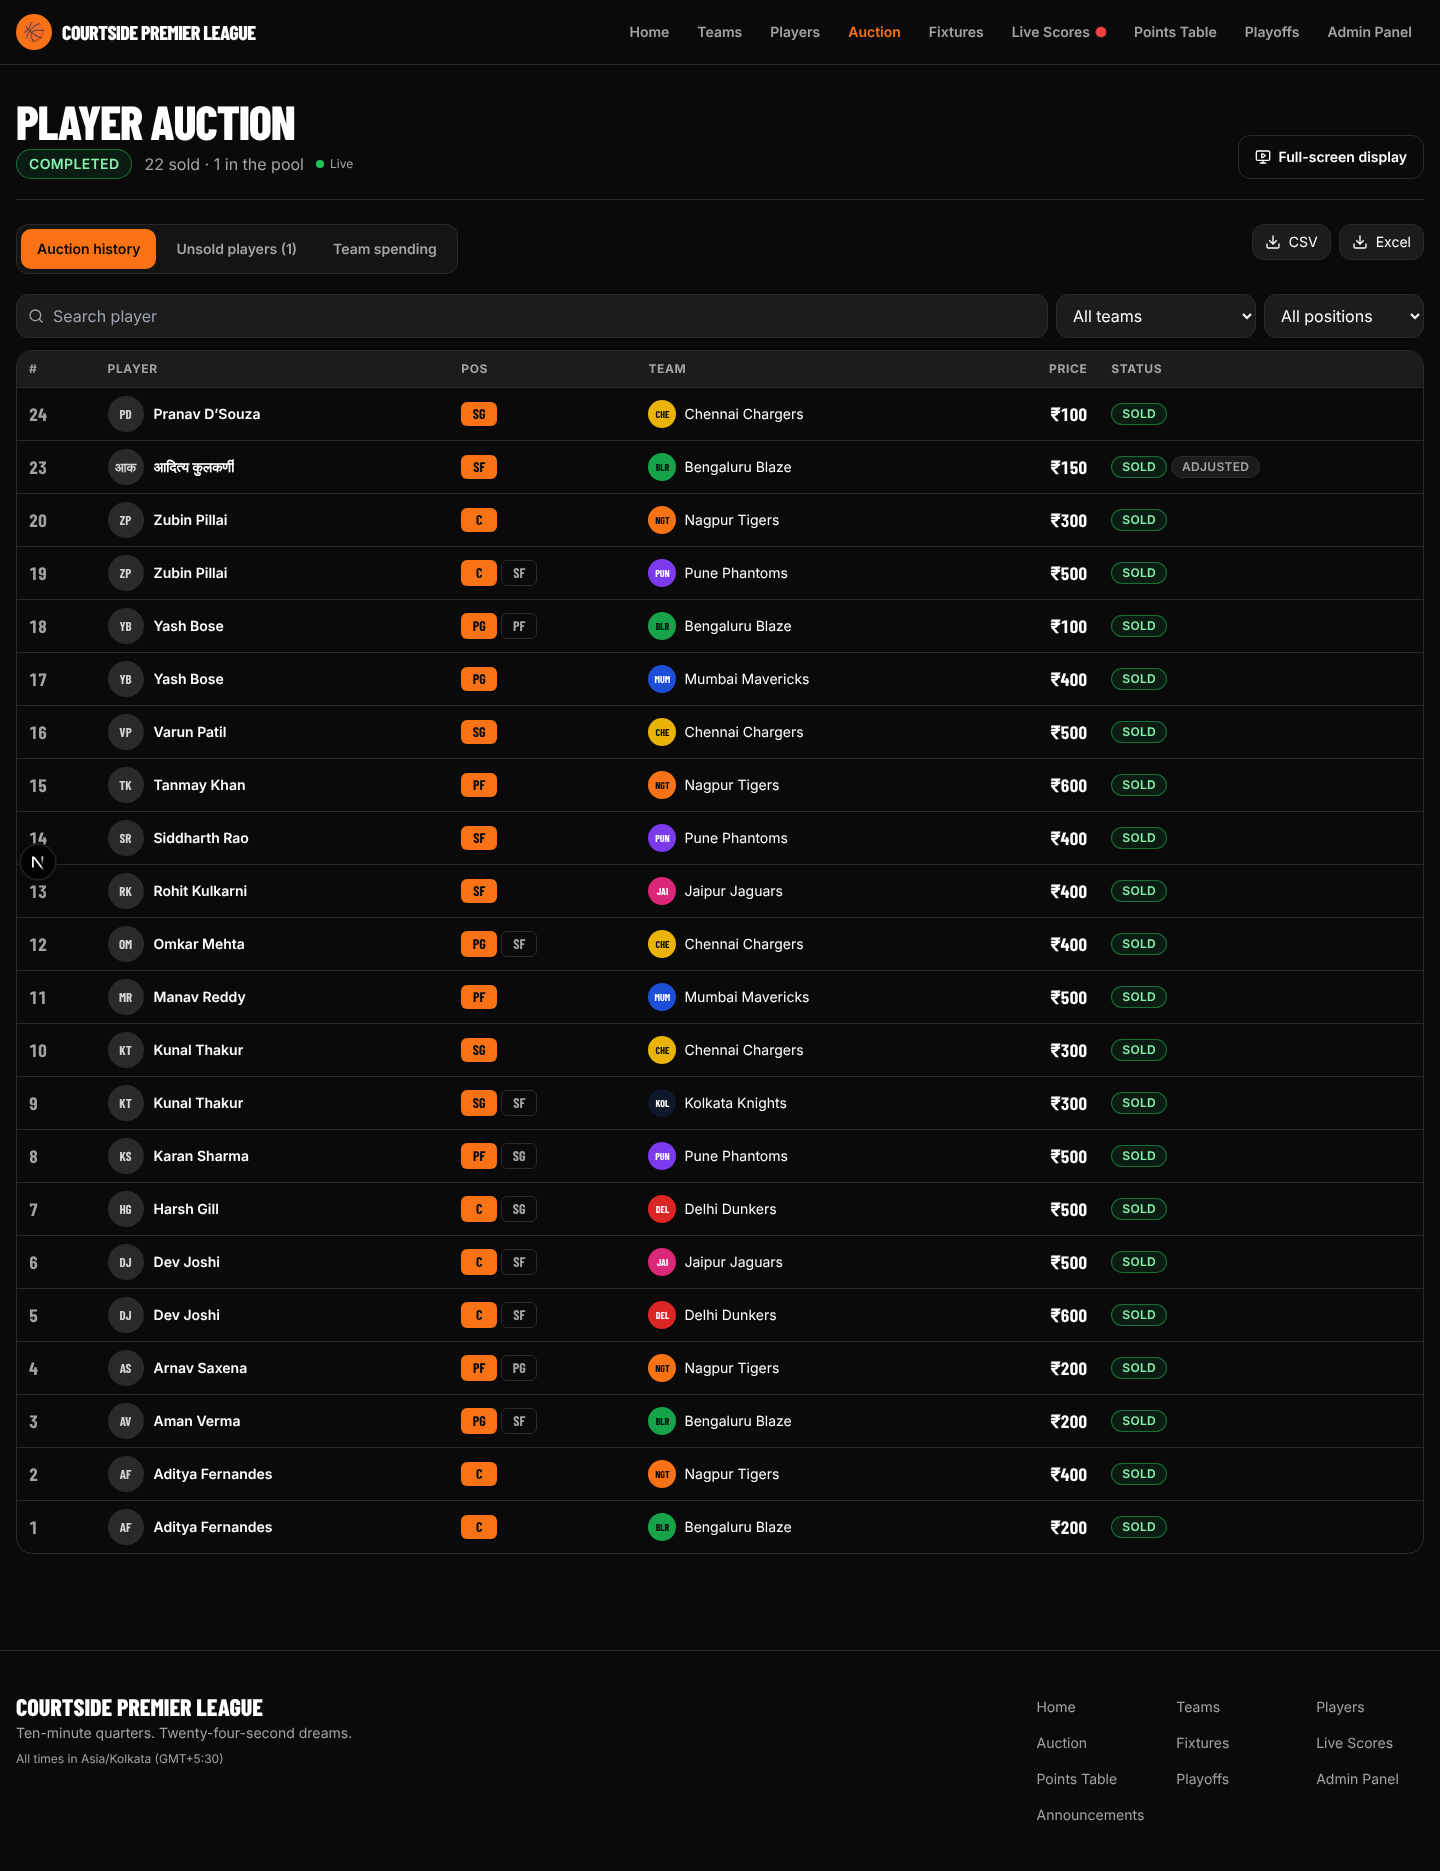 COURTSIDE PREMIER LEAGUE
Home Teams Players Auction Fixtures Live Scores Points Table Playoffs Admin Panel
PLAYER AUCTION
COMPLETED 22 sold · 1 in the pool Live
Full-screen display
Auction history Unsold players (1) Team spending
CSV Excel
Search player All teams All positions
# PLAYER POS TEAM PRICE STATUS
24 PD Pranav D’Souza SG CHE Chennai Chargers ₹100 SOLD
23 आक आदित्य कुलकर्णी SF BLR Bengaluru Blaze ₹150 SOLD ADJUSTED
20 ZP Zubin Pillai C NGT Nagpur Tigers ₹300 SOLD
19 ZP Zubin Pillai C SF PUN Pune Phantoms ₹500 SOLD
18 YB Yash Bose PG PF BLR Bengaluru Blaze ₹100 SOLD
17 YB Yash Bose PG MUM Mumbai Mavericks ₹400 SOLD
16 VP Varun Patil SG CHE Chennai Chargers ₹500 SOLD
15 TK Tanmay Khan PF NGT Nagpur Tigers ₹600 SOLD
14 SR Siddharth Rao SF PUN Pune Phantoms ₹400 SOLD
N
13 RK Rohit Kulkarni SF JAI Jaipur Jaguars ₹400 SOLD
12 OM Omkar Mehta PG SF CHE Chennai Chargers ₹400 SOLD
11 MR Manav Reddy PF MUM Mumbai Mavericks ₹500 SOLD
10 KT Kunal Thakur SG CHE Chennai Chargers ₹300 SOLD
9 KT Kunal Thakur SG SF KOL Kolkata Knights ₹300 SOLD
8 KS Karan Sharma PF SG PUN Pune Phantoms ₹500 SOLD
7 HG Harsh Gill C SG DEL Delhi Dunkers ₹500 SOLD
6 DJ Dev Joshi C SF JAI Jaipur Jaguars ₹500 SOLD
5 DJ Dev Joshi C SF DEL Delhi Dunkers ₹600 SOLD
4 AS Arnav Saxena PF PG NGT Nagpur Tigers ₹200 SOLD
3 AV Aman Verma PG SF BLR Bengaluru Blaze ₹200 SOLD
2 AF Aditya Fernandes C NGT Nagpur Tigers ₹400 SOLD
1 AF Aditya Fernandes C BLR Bengaluru Blaze ₹200 SOLD
COURTSIDE PREMIER LEAGUE
Ten-minute quarters. Twenty-four-second dreams.
All times in Asia/Kolkata (GMT+5:30)
Home Teams Players
Auction Fixtures Live Scores
Points Table Playoffs Admin Panel
Announcements